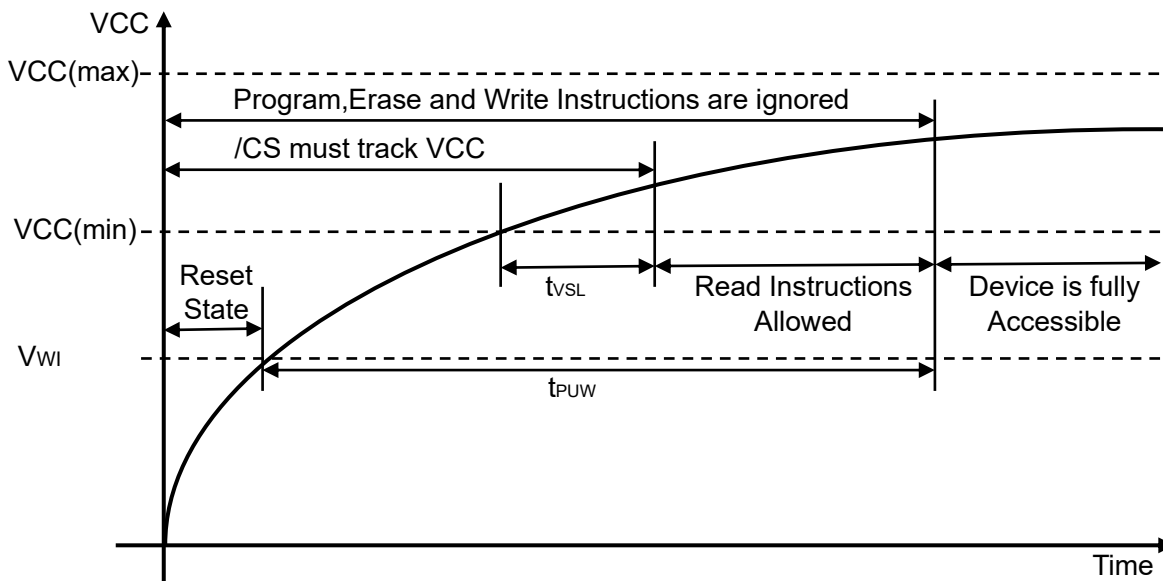 VCC
VCC(max)
Program,Erase and Write Instructions are ignored
/CS must track VCC
VCC(min)
Reset
State
tVSL
Read Instructions
Allowed
Device is fully
Accessible
VWI
tPUW
Time